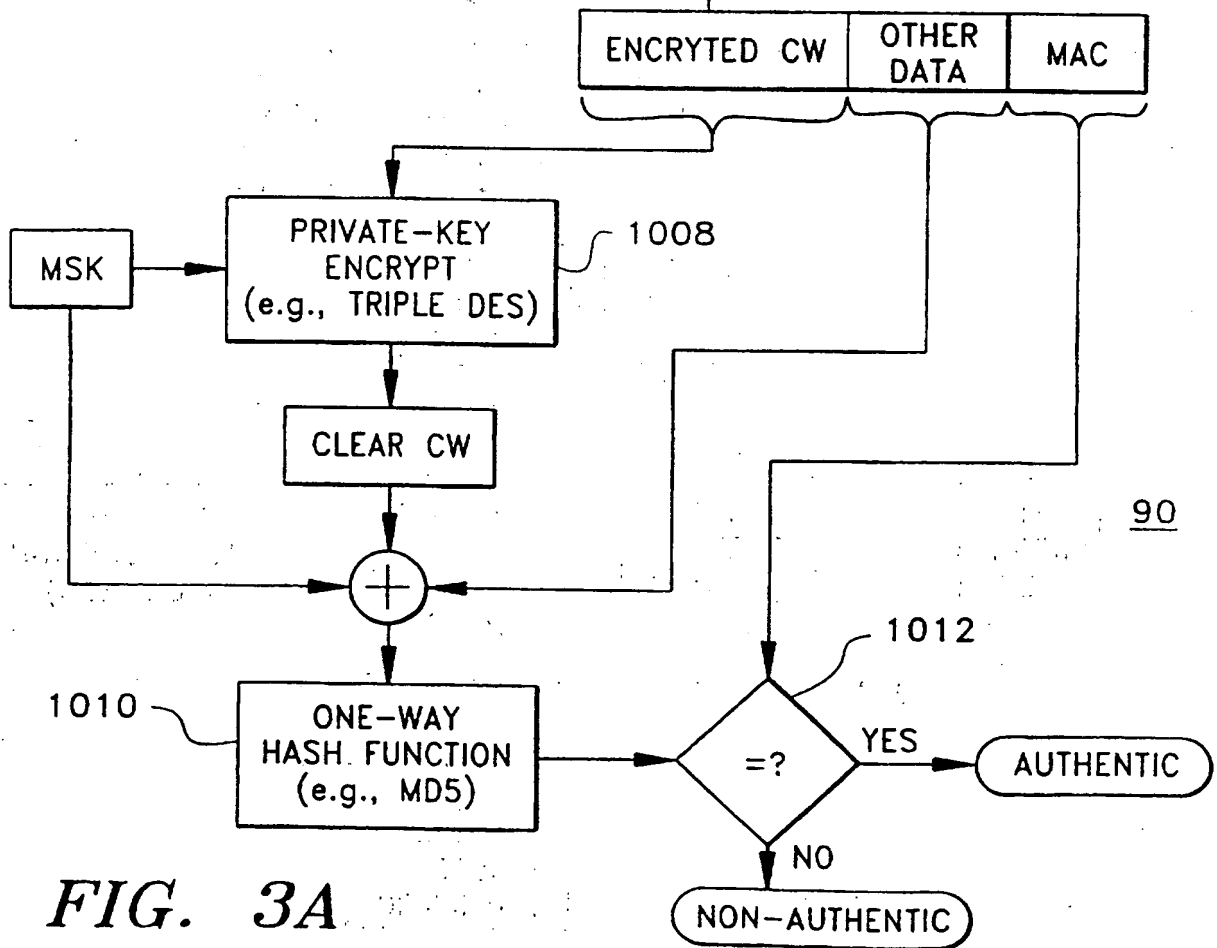 ENCRYTED CW
OTHER
DATA
MAC
PRIVATE-KEY
ENCRYPT
(e.g., TRIPLE DES)
1008
MSK
CLEAR CW
90
1012
1010
ONE-WAY
HASH FUNCTION
(e.g., MD5)
=?
YES
AUTHENTIC
NO
NON-AUTHENTIC
FIG. 3A